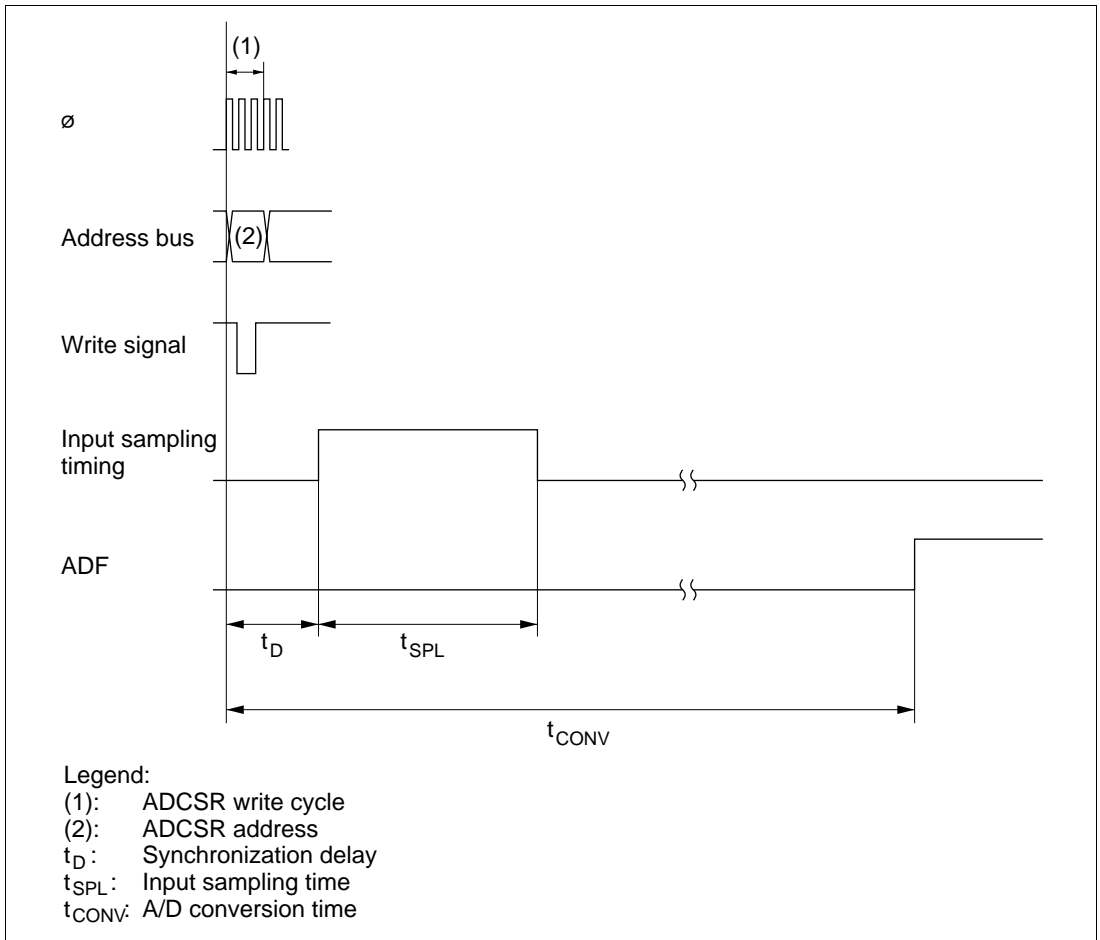 (1)
ø
Address bus
(2)
Write signal
Input sampling
timing
ADF
tD
tSPL
tCONV
Legend:
(1): ADCSR write cycle
(2): ADCSR address
tD : Synchronization delay
tSPL : Input sampling time
tCONV: A/D conversion time